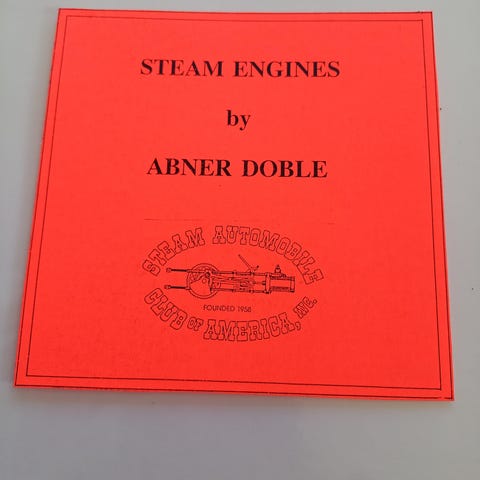 STEAM ENGINES
by
ABNER DOBLE
STEAM AUTOMOBILE
FOUNDED 1958
CLUB OF AMERICA, INC.